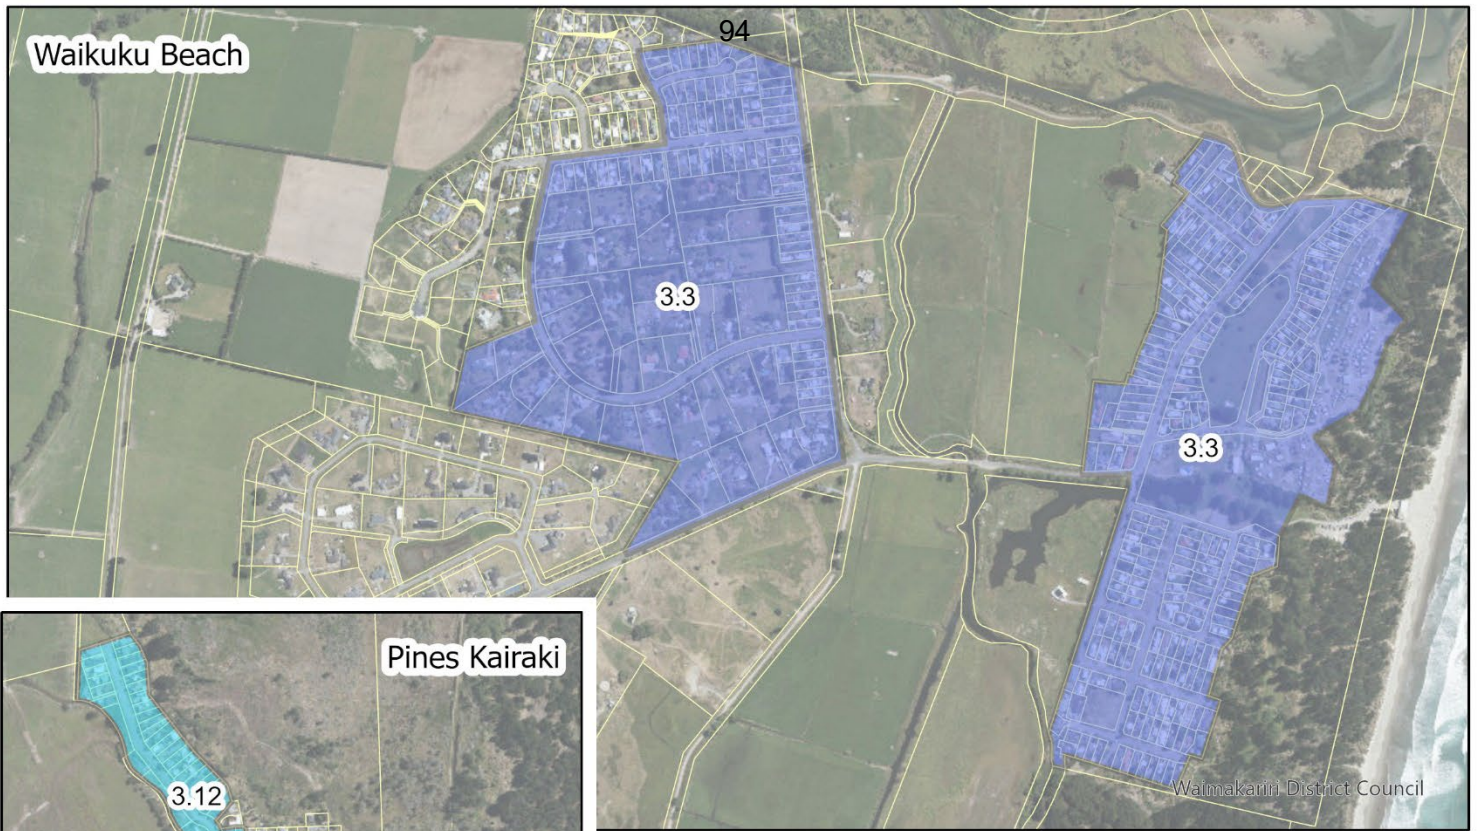 94
Waikuku Beach
3.3
3.3
Pines Kairaki
3.12
Waimakariri District Council